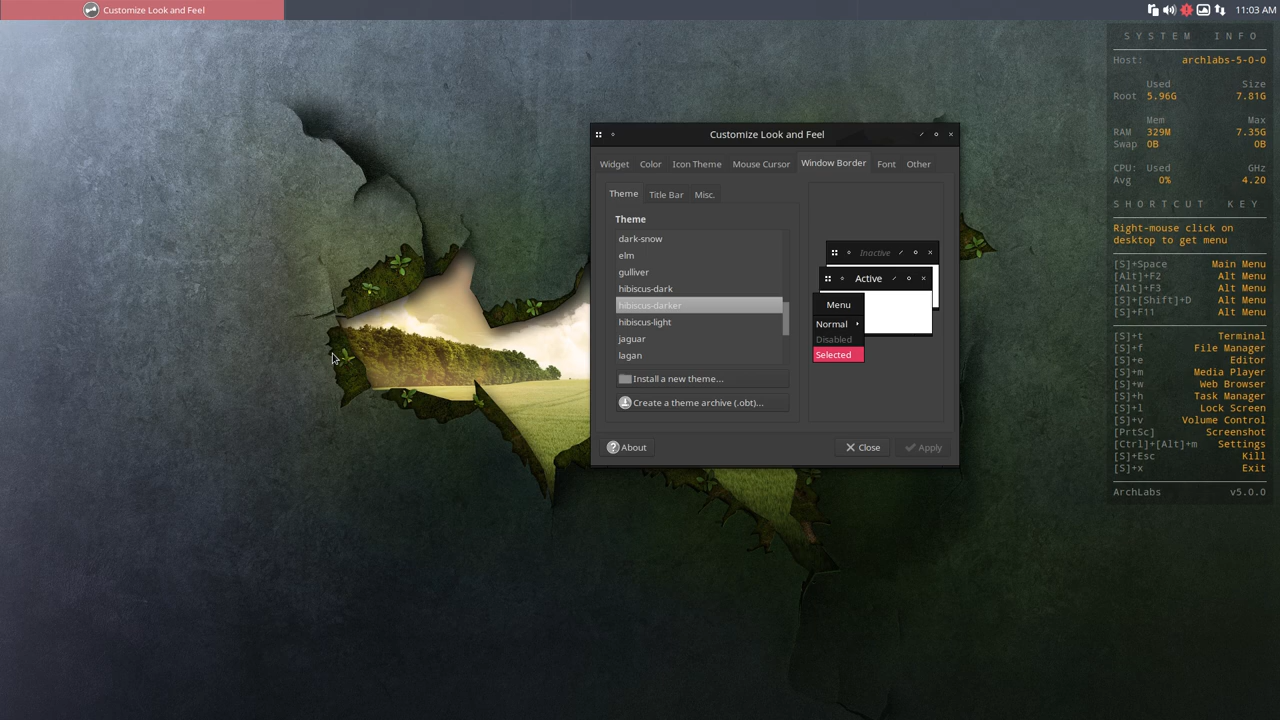 Customize Look and Feel
11:03 AM
SYSTEM INFO
Host: archlabs-5-0-0
Used Size
Root 5.96G 7.81G
Mem Max
RAM 329M 7.35G
Swap 0B 0B
CPU: Used GHz
Avg 0% 4.20
SHORTCUT KEY
Right-mouse click on
desktop to get menu
[S]+Space Main Menu
[Alt]+F2 Alt Menu
[Alt]+F3 Alt Menu
[S]+[Shift]+D Alt Menu
[S]+F11 Alt Menu
[S]+t Terminal
[S]+f File Manager
[S]+e Editor
[S]+m Media Player
[S]+w Web Browser
[S]+h Task Manager
[S]+l Lock Screen
[S]+v Volume Control
[PrtSc] Screenshot
[Ctrl]+[Alt]+m Settings
[S]+Esc Kill
[S]+x Exit
ArchLabs v5.0.0
Customize Look and Feel
Widget Color Icon Theme Mouse Cursor Window Border Font Other
Theme Title Bar Misc.
Theme
dark-snow
elm
gulliver
hibiscus-dark
hibiscus-darker
hibiscus-light
jaguar
lagan
Install a new theme...
Create a theme archive (.obt)...
Inactive
Active
Menu
Normal
Disabled
Selected
About Close Apply